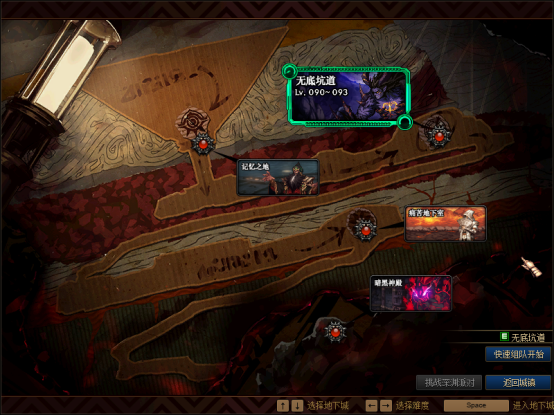 无底坑道
Lv. 090~ 093
记忆之地
痛苦地下室
暗黑神殿
无底坑道
快速组队开始
挑战深渊派对
返回城镇
↑ ↓ 选择地下城
← → 选择难度
Space 进入地下城